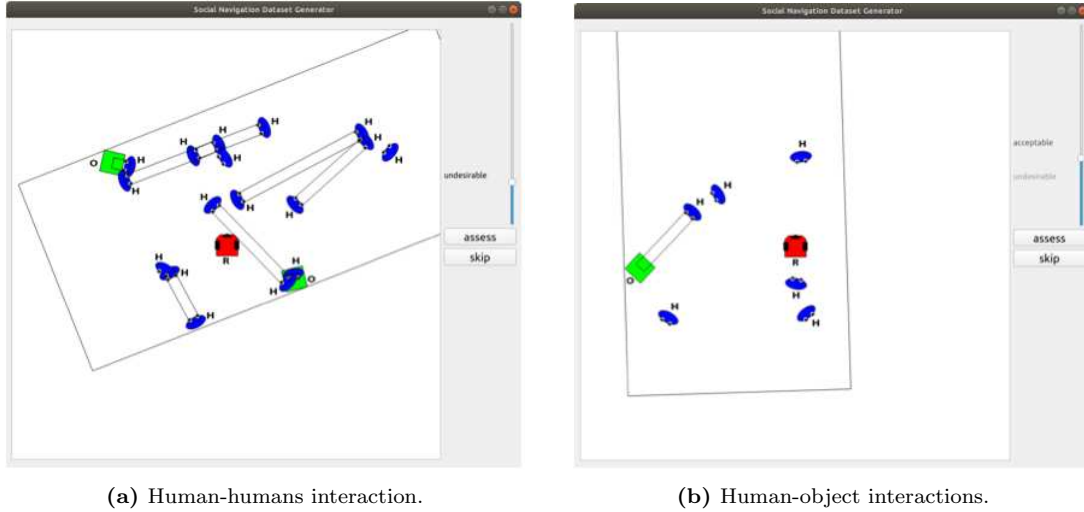 Social Navigation Dataset Generator
H
H
H
H
O
H
H
H
H
H
H
H
undesirable
assess
skip
R
H
H
H
O
H
H
(a) Human-humans interaction.
Social Navigation Dataset Generator
acceptable
undesirable
H
H
H
assess
skip
R
O
H
H
H
(b) Human-object interactions.